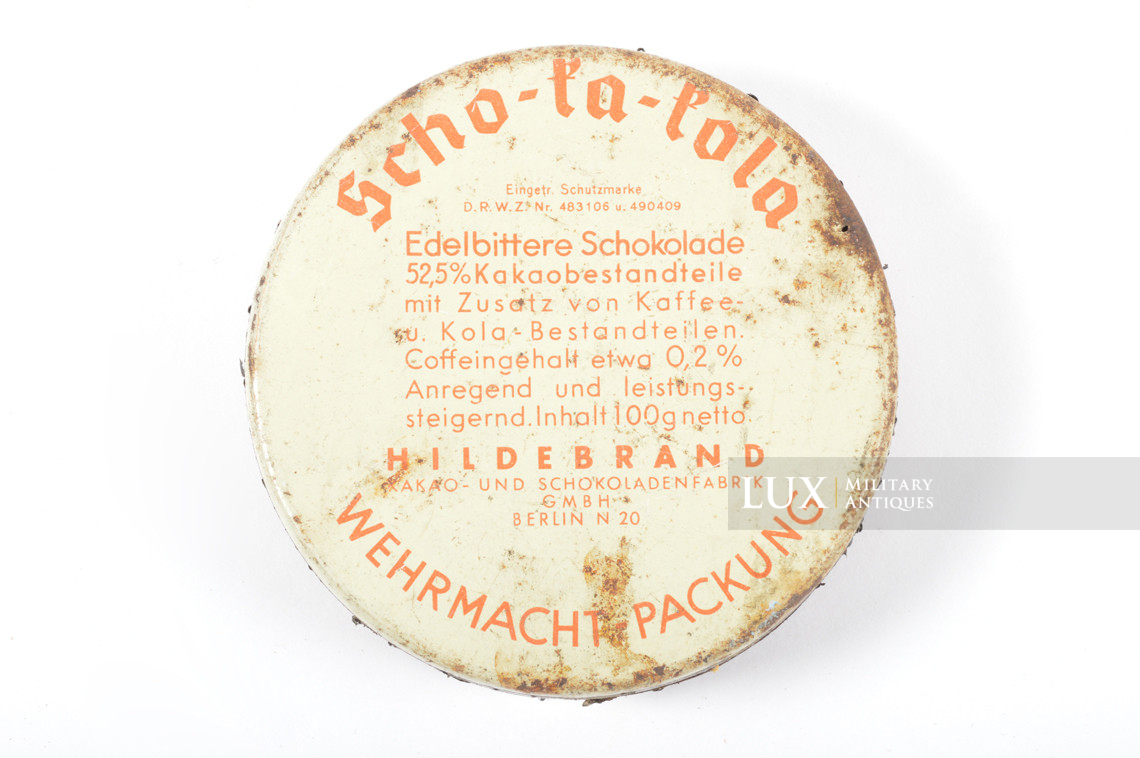 Scho-ka-kola
Eingetr. Schutzmarke
D.R.W.Z. Nr. 483106 u. 490409
Edelbittere Schokolade
52,5% Kakaobestandteile
mit Zusatz von Kaffee-
u. Kola-Bestandteilen.
Coffeingehalt etwa 0,2%
Anregend und leistungs-
steigernd. Inhalt 100g netto.
HILDEBRAND
KAKAO- UND SCHOKOLADENFABRIK
GMBH
BERLIN N 20
WEHRMACHT-PACKUNG
LUX MILITARY
ANTIQUES